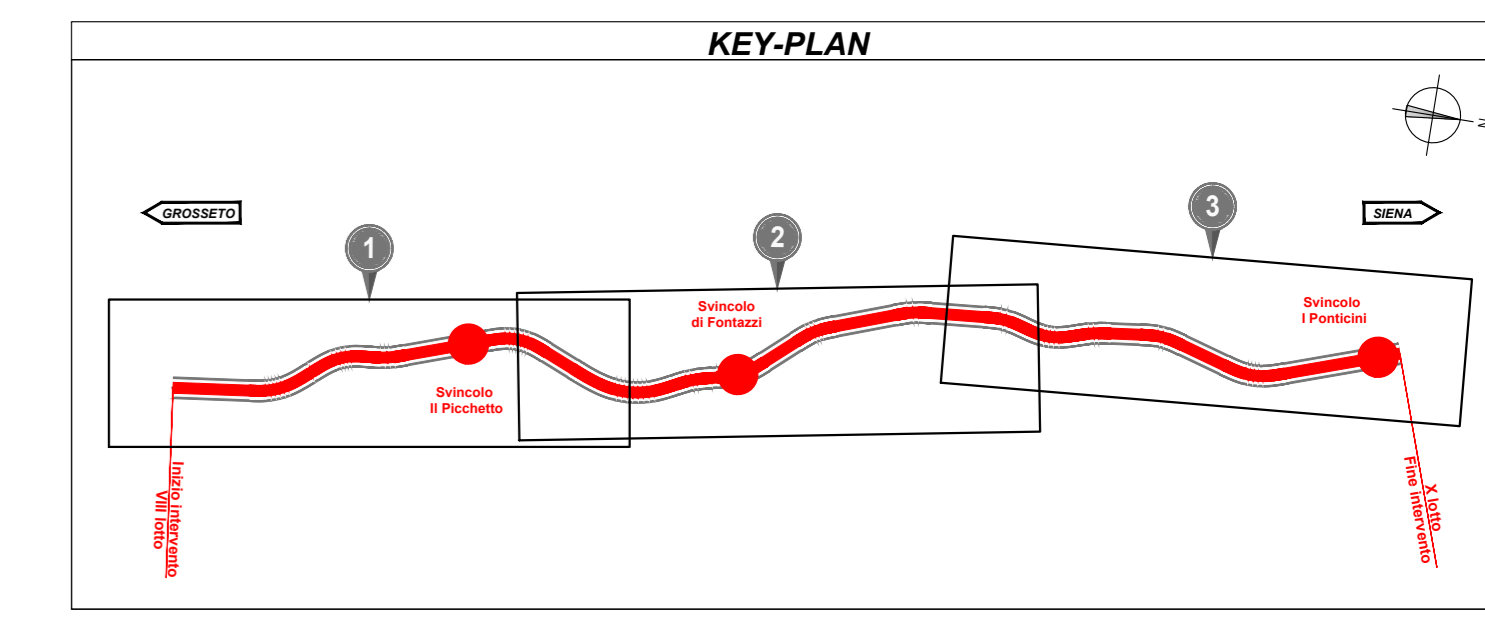 KEY-PLAN
N
GROSSETO
SIENA
1
2
3
Svincolo
Il Picchetto
Svincolo
di Fontazzi
Svincolo
I Ponticini
Inizio intervento
VIII lotto
X lotto
Fine intervento